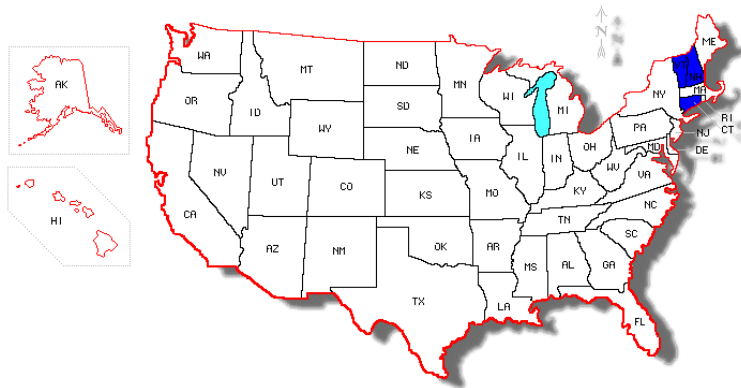 N
ME
WA
VT
NH
MT
ND
AK
MN
MA
OR
WI
NY
SD
MI
ID
RI
WY
CT
PA
IA
NJ
NE
OH
DE
MD
IL
IN
NV
WV
UT
VA
CO
KY
KS
MO
NC
CA
TN
HI
SC
OK
AR
AZ
NM
MS
AL
GA
TX
LA
FL